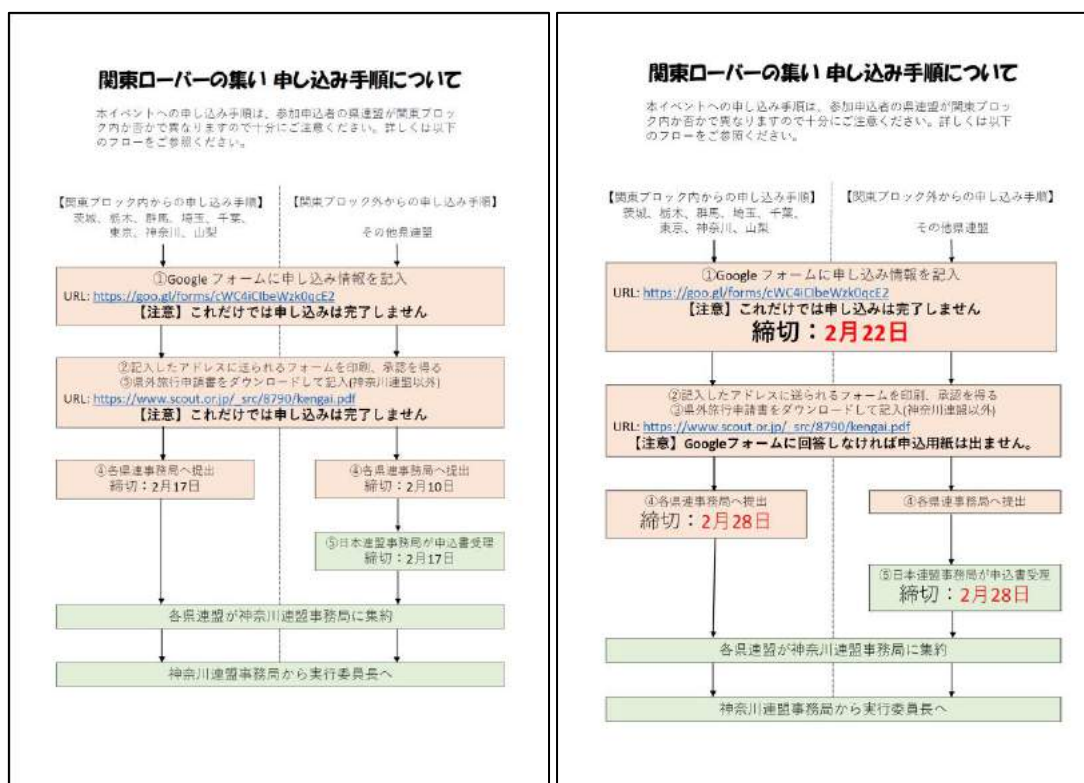 関東ローバーの集い 申し込み手順について
本イベントへの申し込み手順は、参加申込者の県連盟が関東ブロッ
ク内か否かで異なりますので十分にご注意ください。詳しくは以下
のフローをご参照ください。
【関東ブロック内からの申し込み手順】
茨城、栃木、群馬、埼玉、千葉、
東京、神奈川、山梨
【関東ブロック外からの申し込み手順】
その他県連盟
①Google フォームに申し込み情報を記入
URL: https://goo.gl/forms/cWC4iCIbeWzk0qcE2
【注意】これだけでは申し込みは完了しません
②記入したアドレスに送られるフォームを印刷、承認を得る
③県外旅行申請書をダウンロードして記入(神奈川連盟以外)
URL: https://www.scout.or.jp/_src/8790/kengai.pdf
【注意】これだけでは申し込みは完了しません
④各県連事務局へ提出
締切：2月17日
④各県連事務局へ提出
締切：2月10日
⑤日本連盟事務局が申込書受理
締切：2月17日
各県連盟が神奈川連盟事務局に集約
神奈川連盟事務局から実行委員長へ
関東ローバーの集い 申し込み手順について
本イベントへの申し込み手順は、参加申込者の県連盟が関東ブロッ
ク内か否かで異なりますので十分にご注意ください。詳しくは以下
のフローをご参照ください。
【関東ブロック内からの申し込み手順】
茨城、栃木、群馬、埼玉、千葉、
東京、神奈川、山梨
【関東ブロック外からの申し込み手順】
その他県連盟
①Google フォームに申し込み情報を記入
URL: https://goo.gl/forms/cWC4iCIbeWzk0qcE2
【注意】これだけでは申し込みは完了しません
締切：2月22日
②記入したアドレスに送られるフォームを印刷、承認を得る
③県外旅行申請書をダウンロードして記入(神奈川連盟以外)
URL: https://www.scout.or.jp/_src/8790/kengai.pdf
【注意】Googleフォームに回答しなければ申込用紙は出ません。
④各県連事務局へ提出
締切：2月28日
④各県連事務局へ提出
⑤日本連盟事務局が申込書受理
締切：2月28日
各県連盟が神奈川連盟事務局に集約
神奈川連盟事務局から実行委員長へ